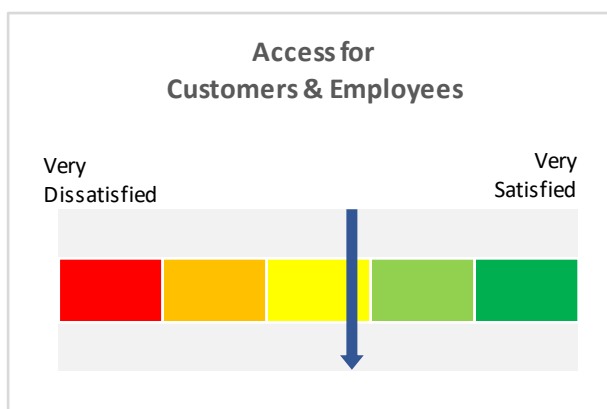 Access for
Customers & Employees
Very
Dissatisfied
Very
Satisfied